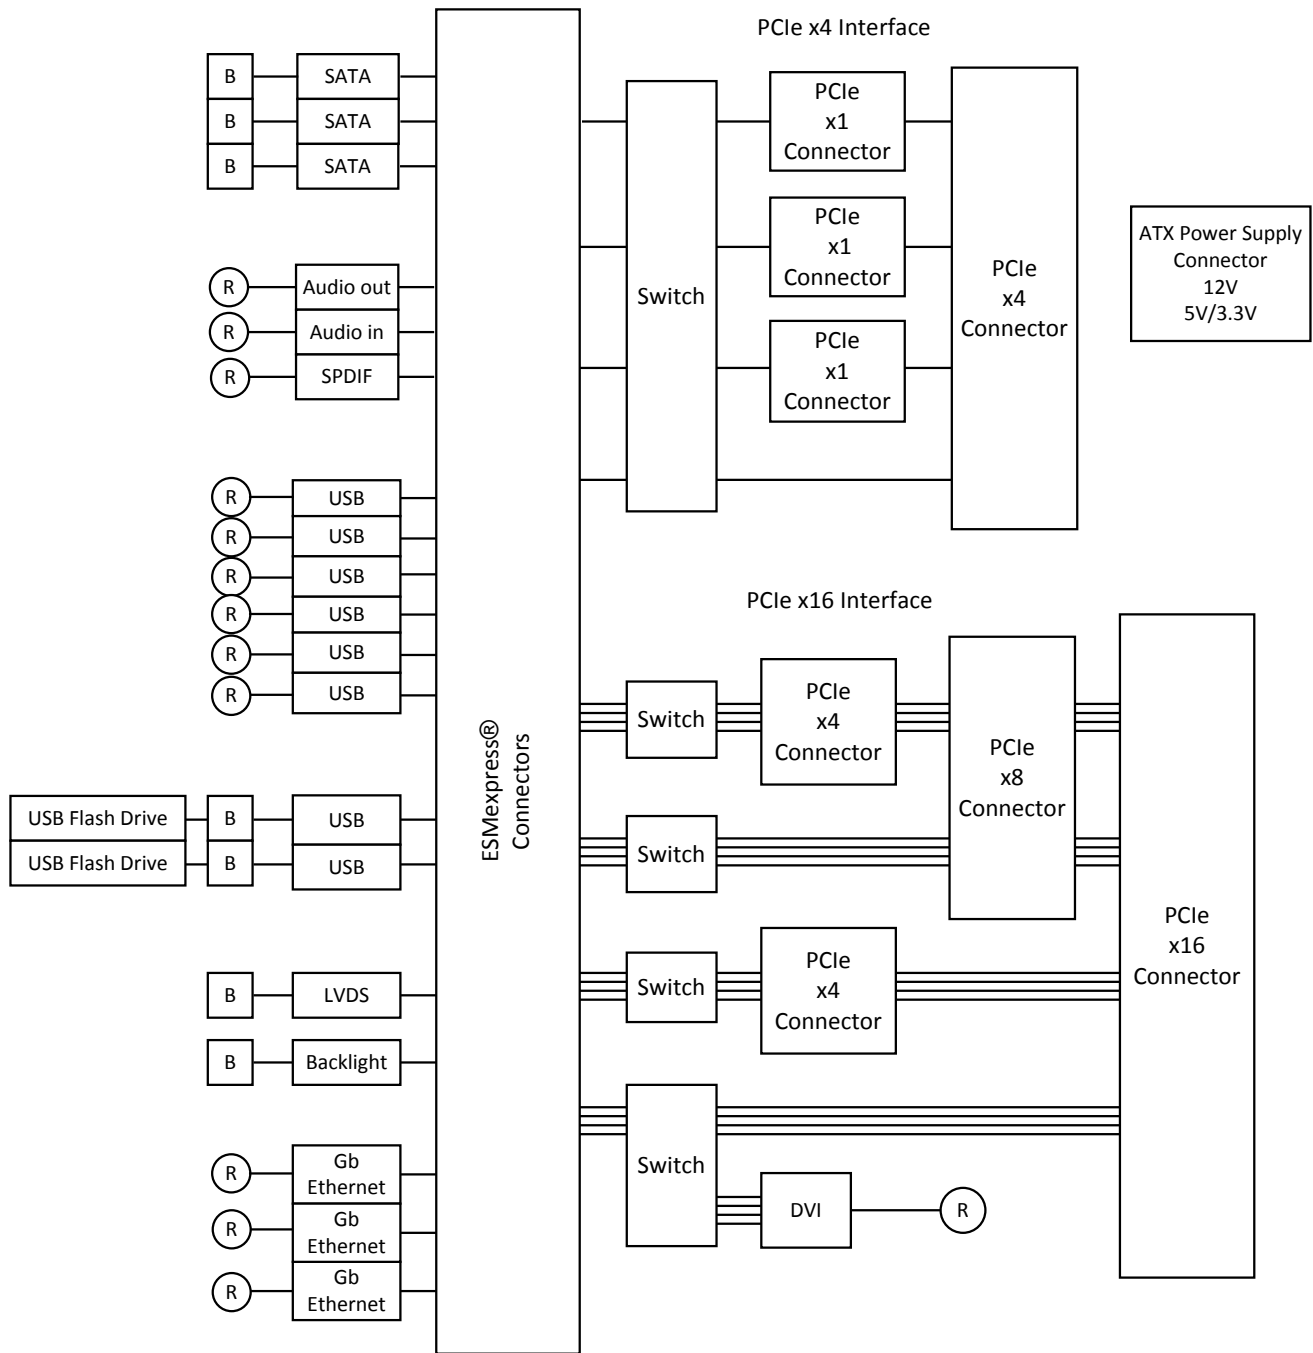 PCIe x4 Interface
B
SATA
B
SATA
B
SATA
R
Audio out
R
Audio in
R
SPDIF
R
USB
R
USB
R
USB
R
USB
R
USB
R
USB
USB Flash Drive
B
USB
USB Flash Drive
B
USB
B
LVDS
B
Backlight
R
Gb
Ethernet
R
Gb
Ethernet
R
Gb
Ethernet
ESMexpress®
Connectors
Switch
PCIe
x1
Connector
PCIe
x1
Connector
PCIe
x1
Connector
PCIe
x4
Connector
ATX Power Supply
Connector
12V
5V/3.3V
PCIe x16 Interface
Switch
PCIe
x4
Connector
PCIe
x8
Connector
Switch
Switch
PCIe
x4
Connector
PCIe
x16
Connector
Switch
DVI
R